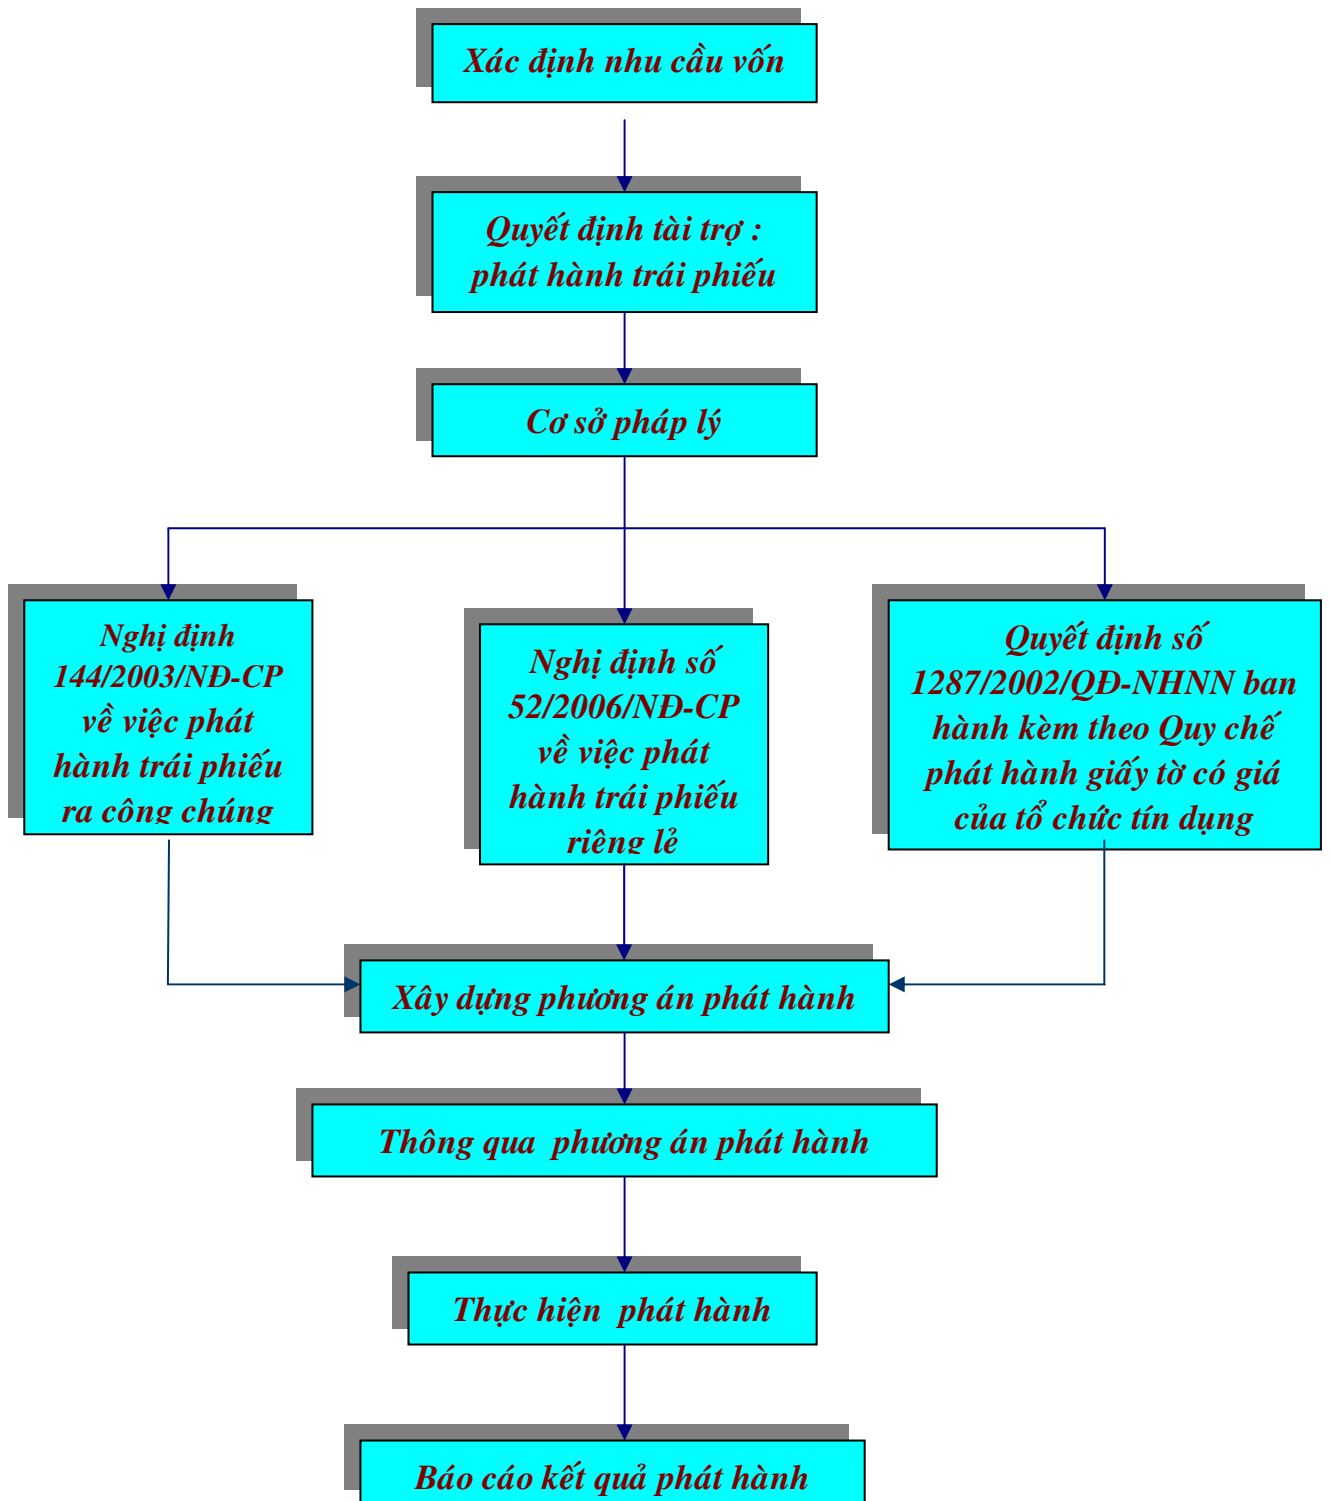 Xác định nhu cầu vốn
Quyết định tài trợ :
phát hành trái phiếu
Cơ sở pháp lý
Nghị định
144/2003/NĐ-CP
về việc phát
hành trái phiếu
ra công chúng
Nghị định số
52/2006/NĐ-CP
về việc phát
hành trái phiếu
riêng lẻ
Quyết định số
1287/2002/QĐ-NHNN ban
hành kèm theo Quy chế
phát hành giấy tờ có giá
của tổ chức tín dụng
Xây dựng phương án phát hành
Thông qua  phương án phát hành
Thực hiện  phát hành
Báo cáo kết quả phát hành